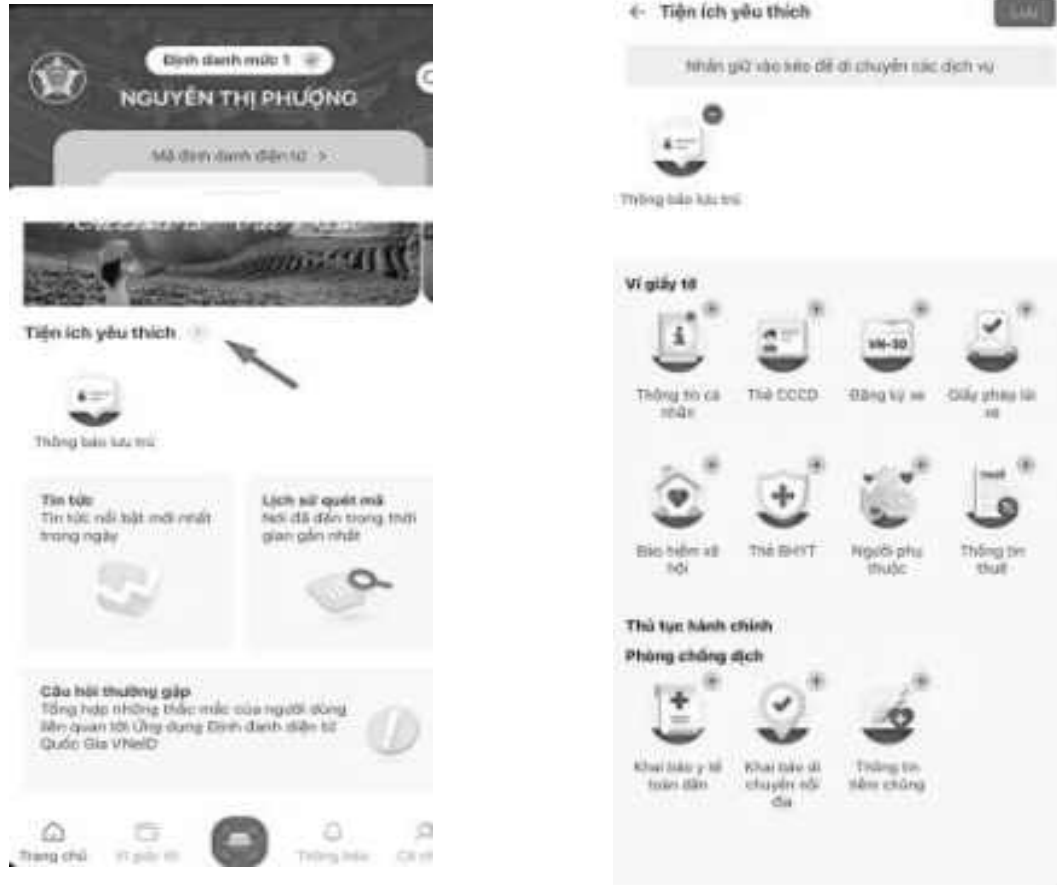 Định danh mức 1
NGUYỄN THỊ PHƯỢNG
Mã định danh điện tử >
Tiện ích yêu thích
Thông báo lưu trú
Tin tức
Tin tức nổi bật mới nhất
trong ngày
Lịch sử quét mã
Nơi đã đến trong thời
gian gần nhất
Câu hỏi thường gặp
Tổng hợp những thắc mắc của người dùng
liên quan tới Ứng dụng Định danh điện tử
Quốc Gia VNeID
Trang chủ
Ví giấy tờ
Thông báo
Cá nh
← Tiện ích yêu thích
Nhấn giữ vào kéo để di chuyển các dịch vụ
Thông báo lưu trú
Ví giấy tờ
VN-30
Thông tin cá
nhân
Thẻ CCCD
Đăng ký xe
Giấy phép lái
xe
THUẾ
Bảo hiểm xã
hội
Thẻ BHYT
Người phụ
thuộc
Thông tin
thuế
Thủ tục hành chính
Phòng chống dịch
Khai báo y tế
toàn dân
Khai báo di
chuyển nội
địa
Thông tin
tiêm chủng